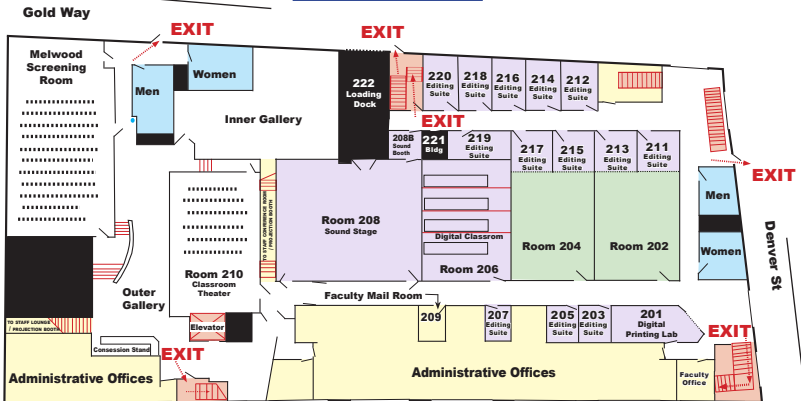 Gold Way
EXIT
EXIT
Melwood
Screening
Room
Men
Women
Inner Gallery
222
Loading
Dock
220
Editing
Suite
218
Editing
Suite
216
Editing
Suite
214
Editing
Suite
212
Editing
Suite
EXIT
208B
Sound
Booth
221
Bldg
219
Editing
Suite
217
Editing
Suite
215
Editing
Suite
213
Editing
Suite
211
Editing
Suite
EXIT
Men
Women
Denver St
TO STAFF CONFERENCE ROOM
/ PROJECTION BOOTH
Room 208
Sound Stage
Digital Classrom
Room 206
Room 204
Room 202
Room 210
Classroom
Theater
Outer
Gallery
Faculty Mail Room
TO STAFF LOUNGE
/ PROJECTION BOOTH
Elevator
209
207
Editing
Suite
205
Editing
Suite
203
Editing
Suite
201
Digital
Printing Lab
EXIT
Consession Stand
EXIT
Administrative Offices
Administrative Offices
Faculty
Office